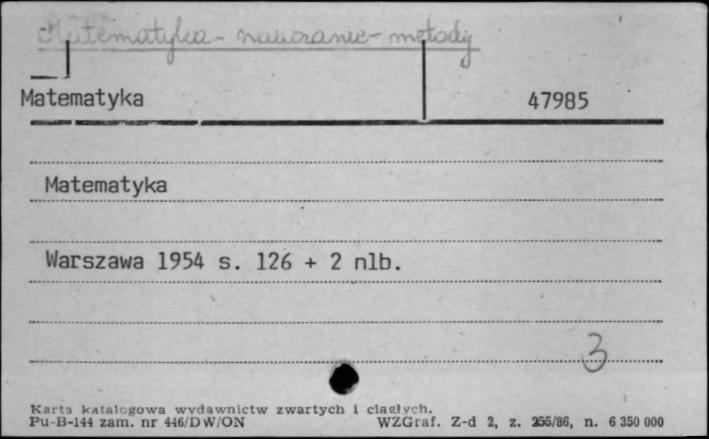 Matematyka - nauczanie - metody
Matematyka 47985
Matematyka
Warszawa 1954 s. 126 + 2 nlb.
3
Karta katalogowa wydawnictw zwartych i ciągłych.
Pu-B-144 zam. nr 446/DW/ON WZGraf. Z-d 2, z. 255/86, n. 6 350 000